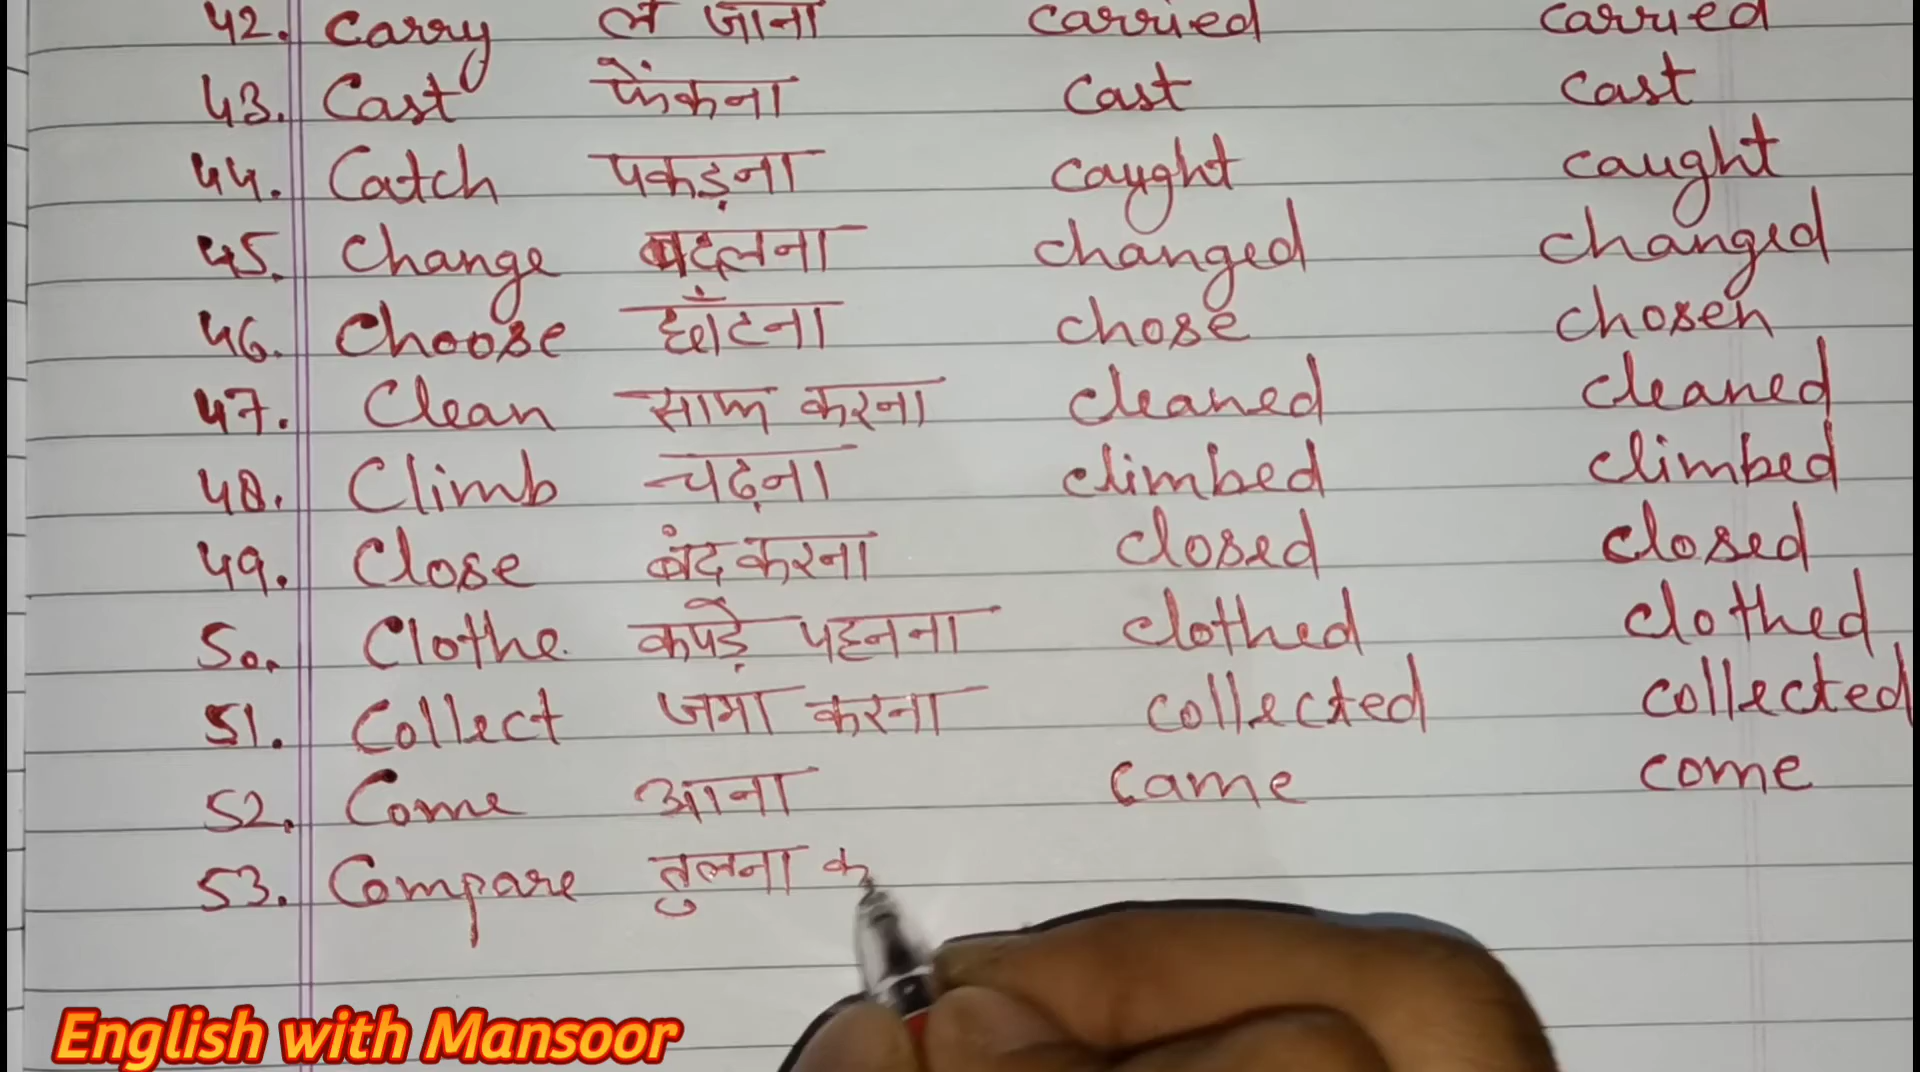 42. Carry ले जाना carried carried
43. Cast फेंकना cast cast
44. Catch पकड़ना caught caught
45. Change बदलना changed changed
46. Choose छाँटना chose chosen
47. Clean साफ करना cleaned cleaned
48. Climb चढ़ना climbed climbed
49. Close बंद करना closed closed
50. Clothe कपड़े पहनना clothed clothed
51. Collect जमा करना collected collected
52. Come आना came come
53. Compare तुलना क
English with Mansoor